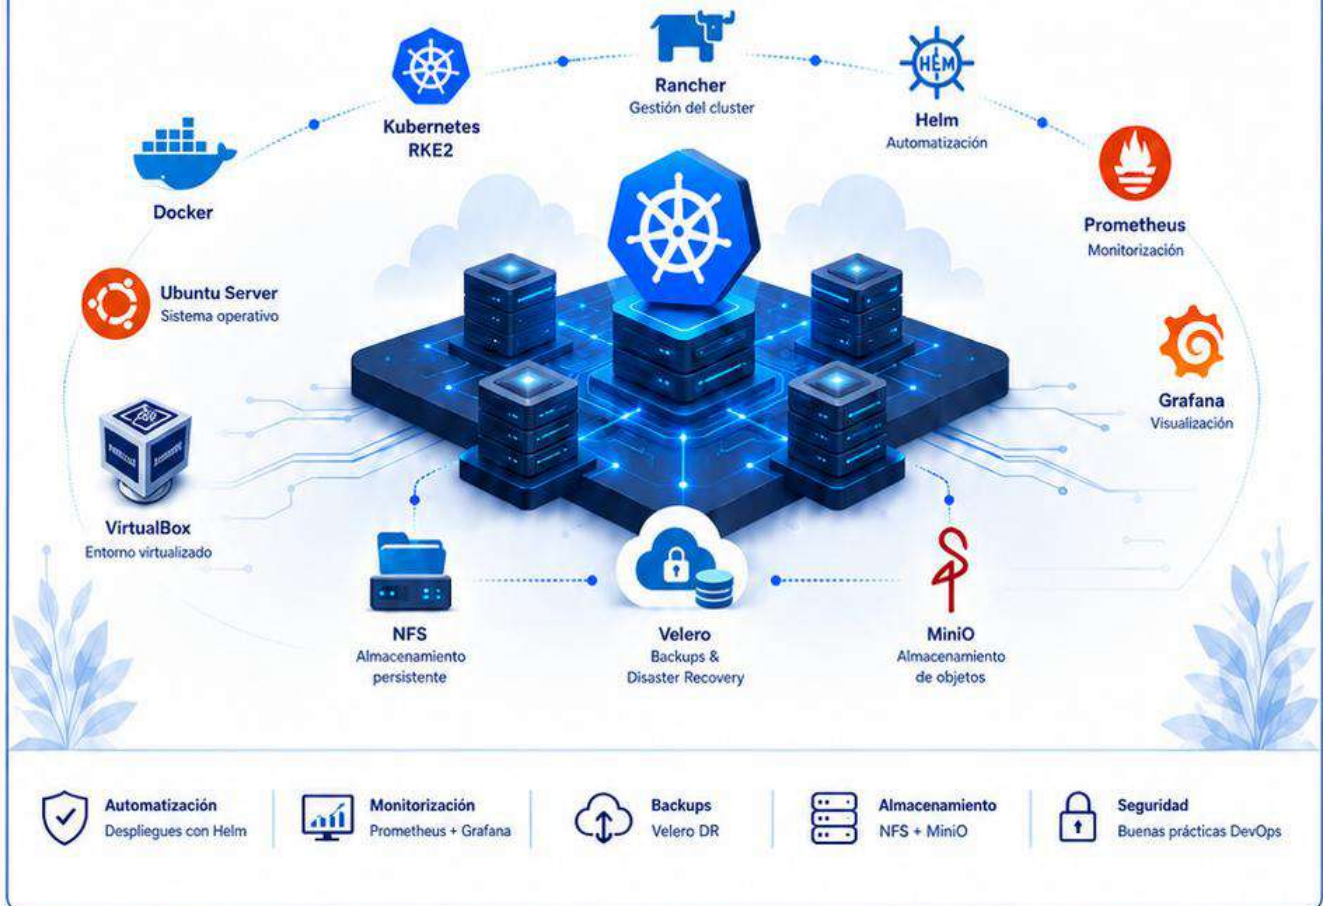 Rancher
Gestión del cluster
Kubernetes
RKE2
HEM
Helm
Automatización
Docker
Prometheus
Monitorización
Ubuntu Server
Sistema operativo
Grafana
Visualización
VirtualBox
Entorno virtualizado
NFS
Almacenamiento
persistente
Velero
Backups &
Disaster Recovery
MiniO
Almacenamiento
de objetos
Automatización
Despliegues con Helm
Monitorización
Prometheus + Grafana
Backups
Velero DR
Almacenamiento
NFS + MiniO
Seguridad
Buenas prácticas DevOps